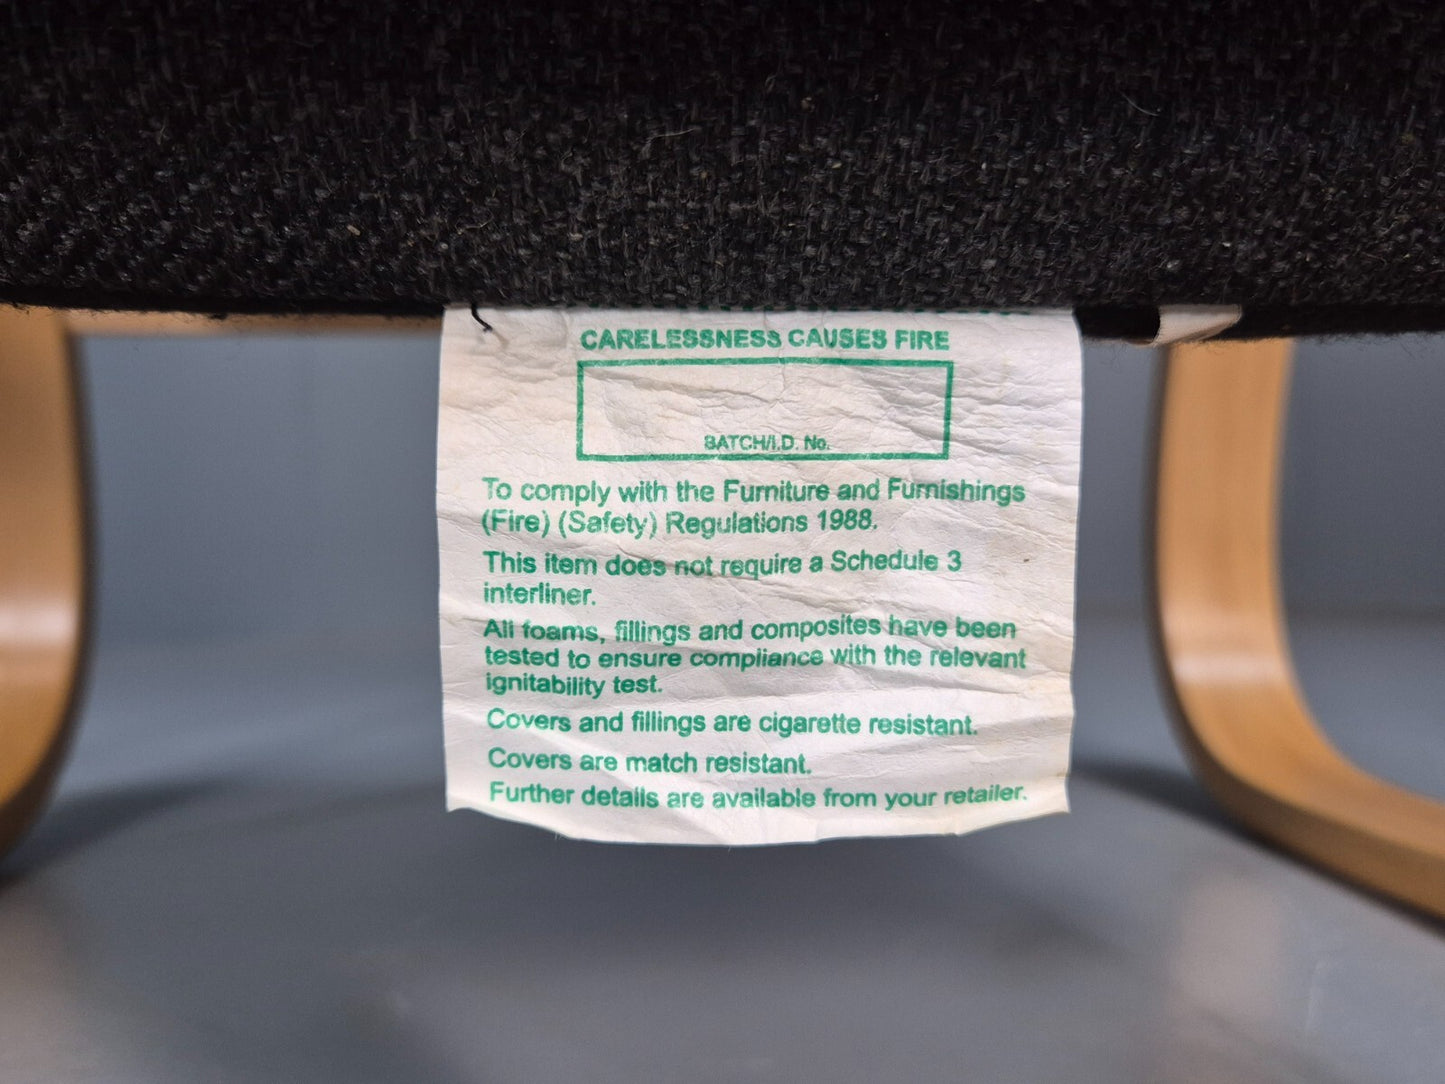 CARELESSNESS CAUSES FIRE
BATCH/I.D. No.
To comply with the Furniture and Furnishings
(Fire) (Safety) Regulations 1988.
This item does not require a Schedule 3
interliner.
All foams, fillings and composites have been
tested to ensure compliance with the relevant
ignitability test.
Covers and fillings are cigarette resistant.
Covers are match resistant.
Further details are available from your retailer.